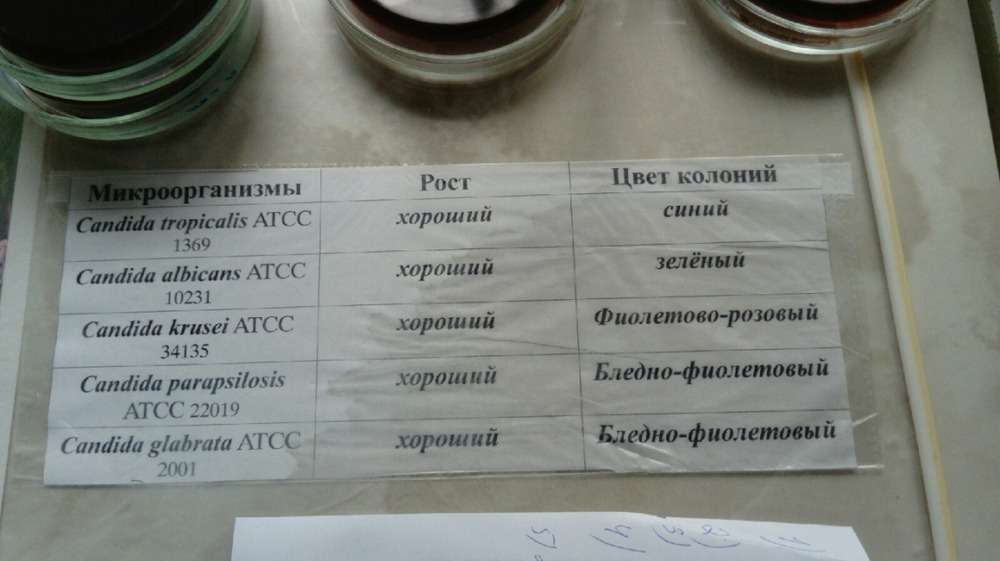 Микроорганизмы Рост Цвет колоний
Candida tropicalis ATCC хороший синий
1369
Candida albicans ATCC хороший зелёный
10231
Candida krusei ATCC хороший Фиолетово-розовый
34135
Candida parapsilosis хороший Бледно-фиолетовый
ATCC 22019
Candida glabrata ATCC хороший Бледно-фиолетовый
2001